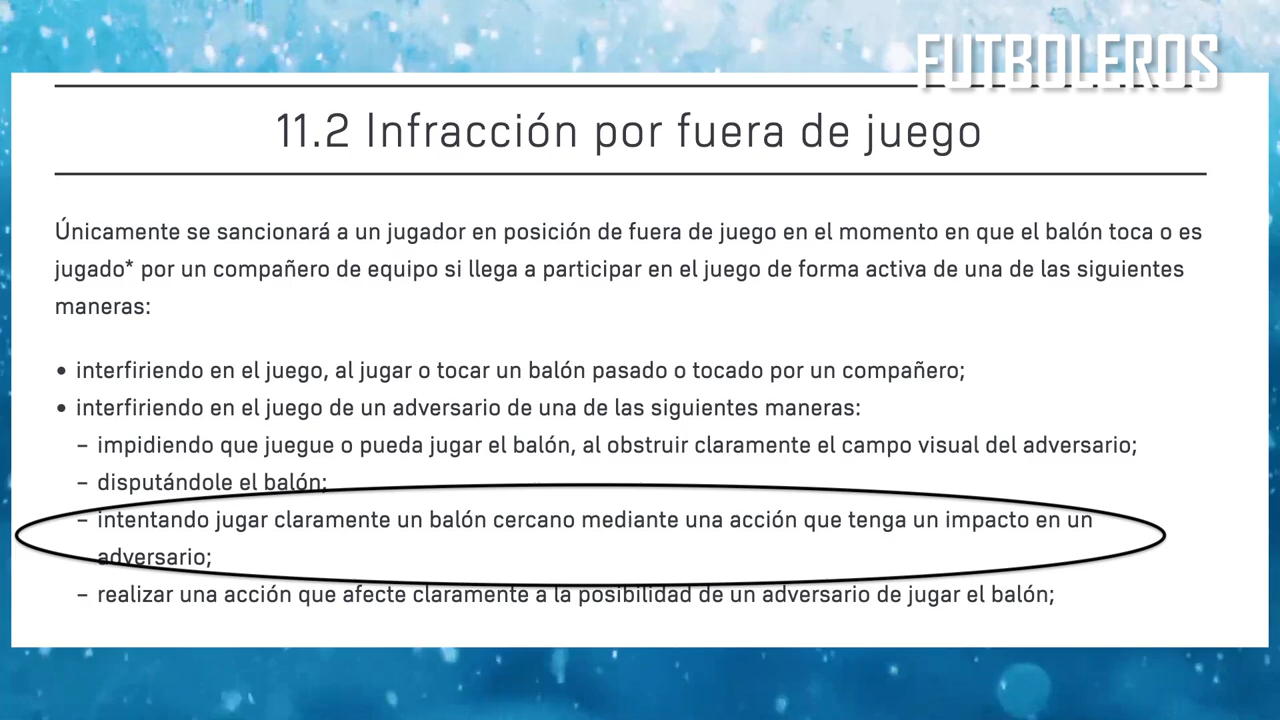 FUTBOLEROS
11.2 Infracción por fuera de juego
Únicamente se sancionará a un jugador en posición de fuera de juego en el momento en que el balón toca o es
jugado* por un compañero de equipo si llega a participar en el juego de forma activa de una de las siguientes
maneras:
• interfiriendo en el juego, al jugar o tocar un balón pasado o tocado por un compañero;
• interfiriendo en el juego de un adversario de una de las siguientes maneras:
– impidiendo que juegue o pueda jugar el balón, al obstruir claramente el campo visual del adversario;
– disputándole el balón;
– intentando jugar claramente un balón cercano mediante una acción que tenga un impacto en un
adversario;
– realizar una acción que afecte claramente a la posibilidad de un adversario de jugar el balón;